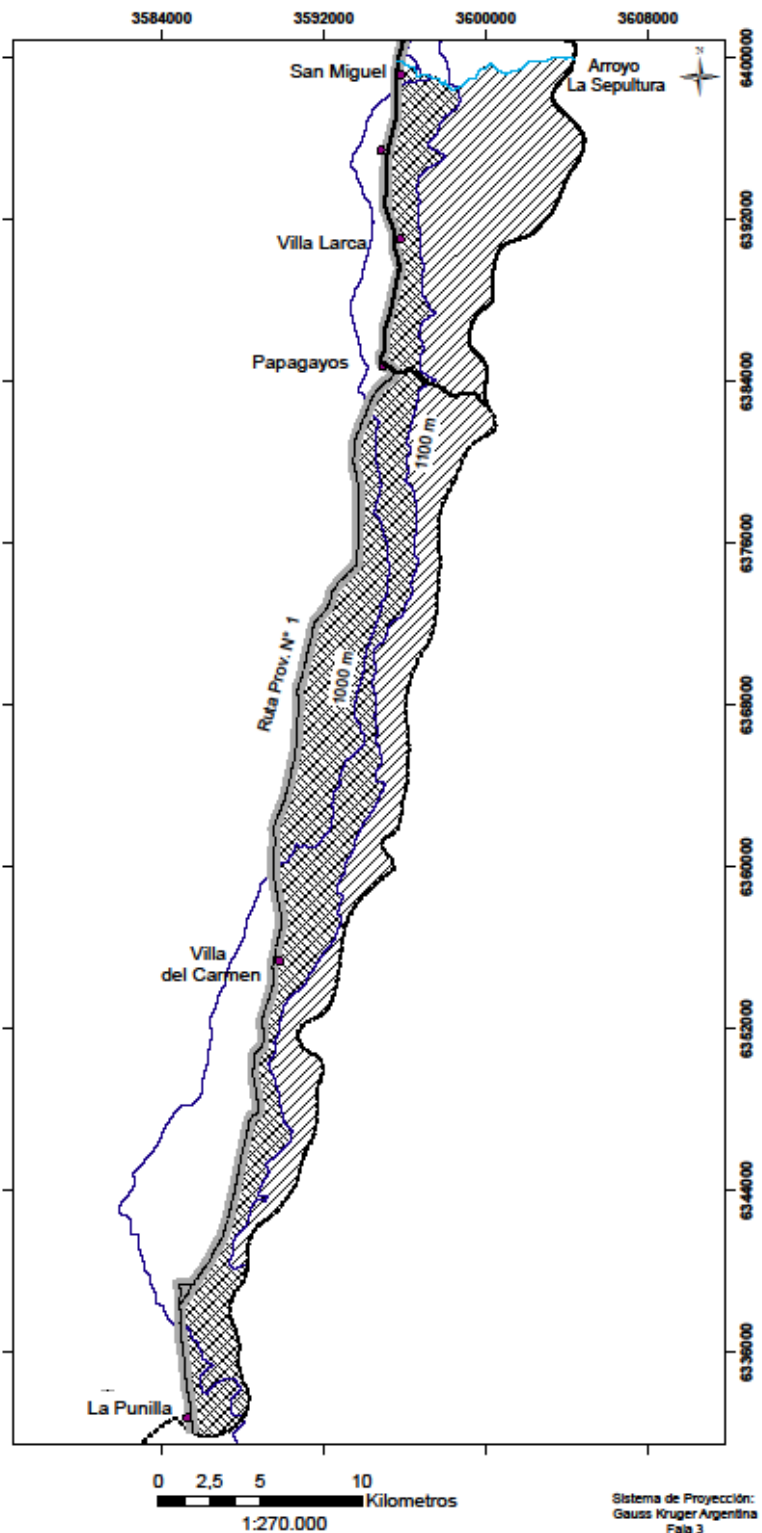 3584000 3592000 3600000 3608000
6400000
San Miguel
Arroyo
La Sepultura
N
6392000
Villa Larca
Papagayos
6384000
1100 m
6376000
Ruta Prov. N° 1
1000 m
6368000
6360000
Villa
del Carmen
6352000
6344000
6336000
La Punilla
0 2,5 5 10
Kilometros
1:270.000
Sistema de Proyección:
Gauss Kruger Argentina
Faja 3